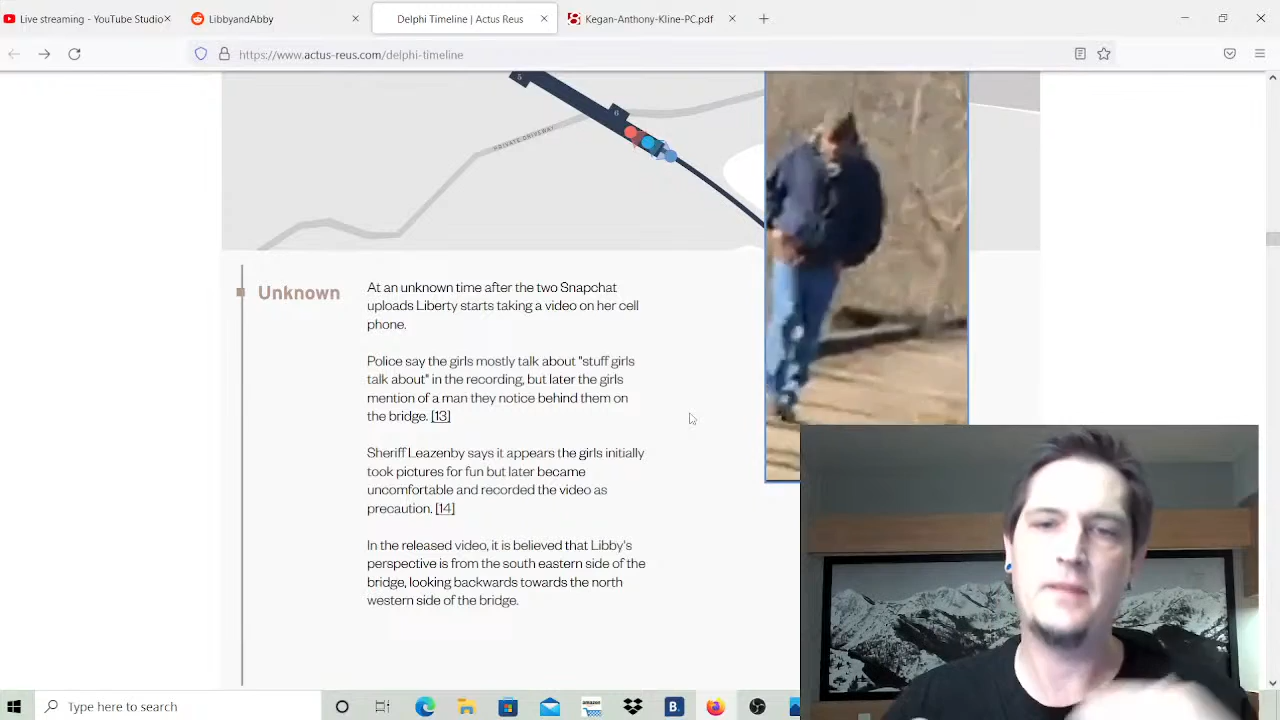 Live streaming - YouTube Studio
LibbyandAbby
Delphi Timeline | Actus Reus
Kegan-Anthony-Kline-PC.pdf
https://www.actus-reus.com/delphi-timeline
5
6
PRIVATE DRIVEWAY
Unknown
At an unknown time after the two Snapchat
uploads Liberty starts taking a video on her cell
phone.
Police say the girls mostly talk about "stuff girls
talk about" in the recording, but later the girls
mention of a man they notice behind them on
the bridge. [13]
Sheriff Leazenby says it appears the girls initially
took pictures for fun but later became
uncomfortable and recorded the video as
precaution. [14]
In the released video, it is believed that Libby's
perspective is from the south eastern side of the
bridge, looking backwards towards the north
western side of the bridge.
Type here to search
amazon
B.